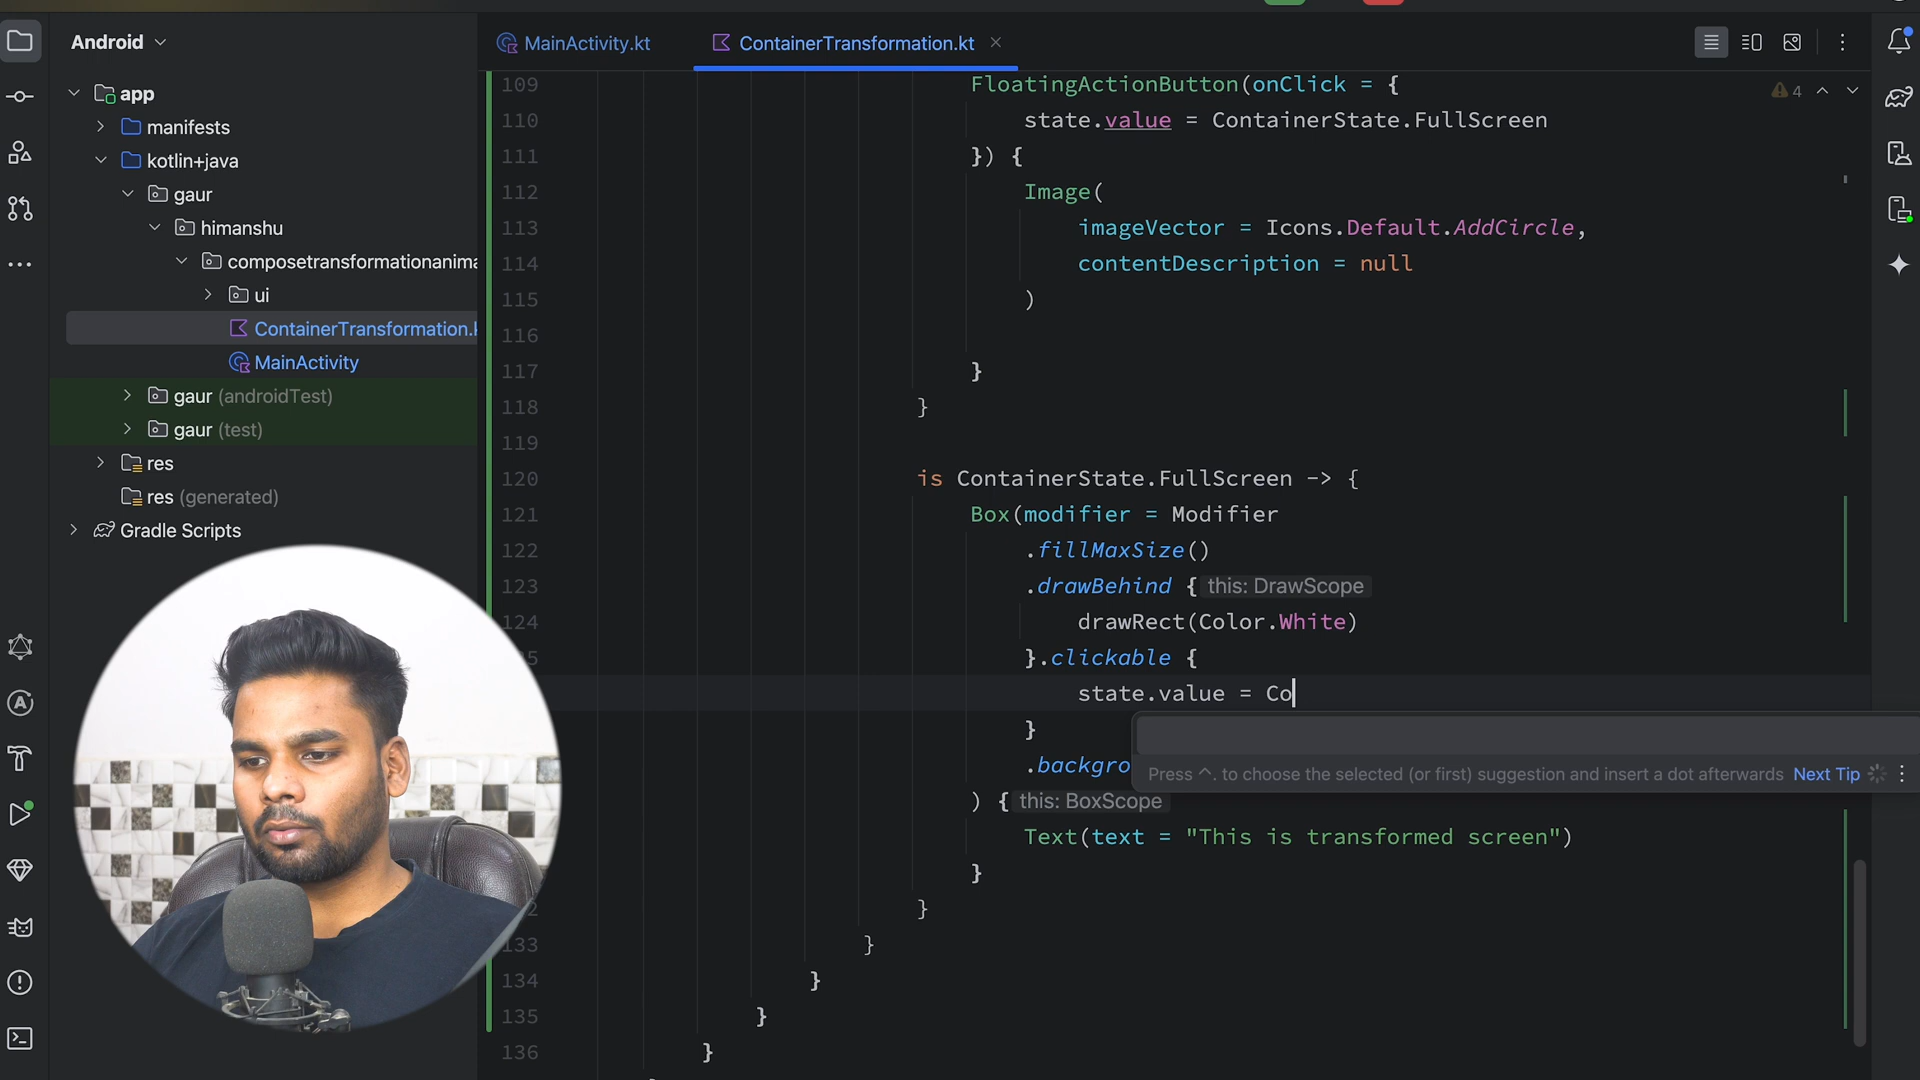 Android
MainActivity.kt
ContainerTransformation.kt
app
manifests
kotlin+java
gaur
himanshu
composetransformationanima
ui
ContainerTransformation.k
MainActivity
gaur (androidTest)
gaur (test)
res
res (generated)
Gradle Scripts
4
109 FloatingActionButton(onClick = {
110 state.value = ContainerState.FullScreen
111 }) {
112 Image(
113 imageVector = Icons.Default.AddCircle,
114 contentDescription = null
115 )
116
117 }
118 }
119
120 is ContainerState.FullScreen -> {
121 Box(modifier = Modifier
122 .fillMaxSize()
123 .drawBehind { this: DrawScope
124 drawRect(Color.White)
5 }.clickable {
state.value = Co
}
.backgro
Press ^. to choose the selected (or first) suggestion and insert a dot afterwards Next Tip
) { this: BoxScope
Text(text = "This is transformed screen")
}
2 }
133 }
134 }
135 }
136 }